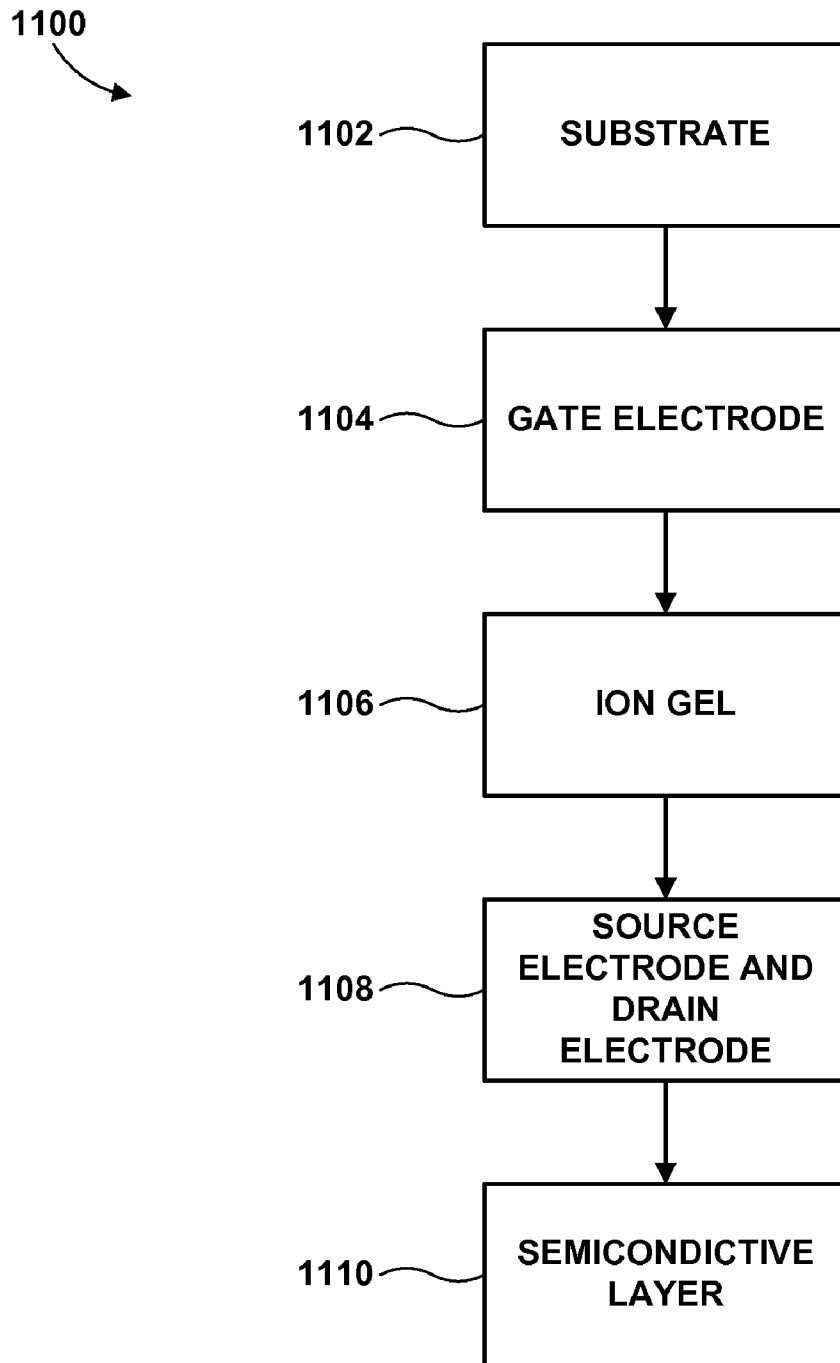 1100
1102
SUBSTRATE
1104
GATE ELECTRODE
1106
ION GEL
1108
SOURCE
ELECTRODE AND
DRAIN
ELECTRODE
1110
SEMICONDICTIVE
LAYER